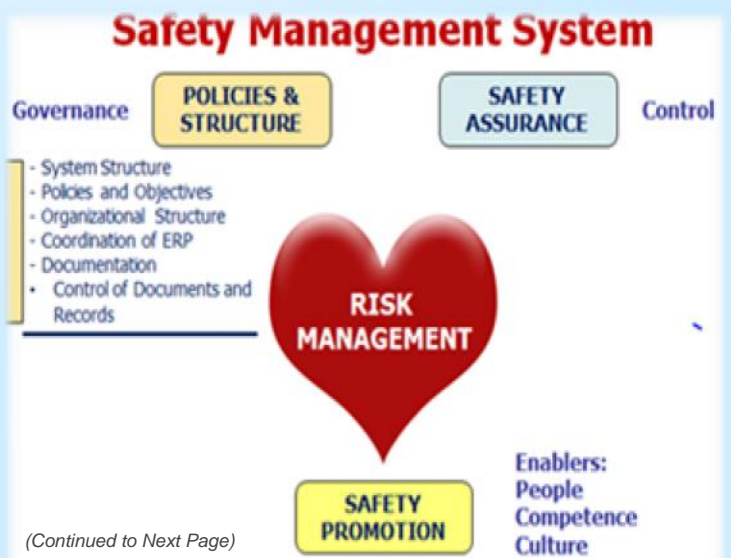 Safety Management System
Governance
POLICIES &
STRUCTURE
SAFETY
ASSURANCE
Control
- System Structure
- Policies and Objectives
- Organizational Structure
- Coordination of ERP
- Documentation
• Control of Documents and
Records
RISK
MANAGEMENT
SAFETY
PROMOTION
Enablers:
People
Competence
Culture
(Continued to Next Page)